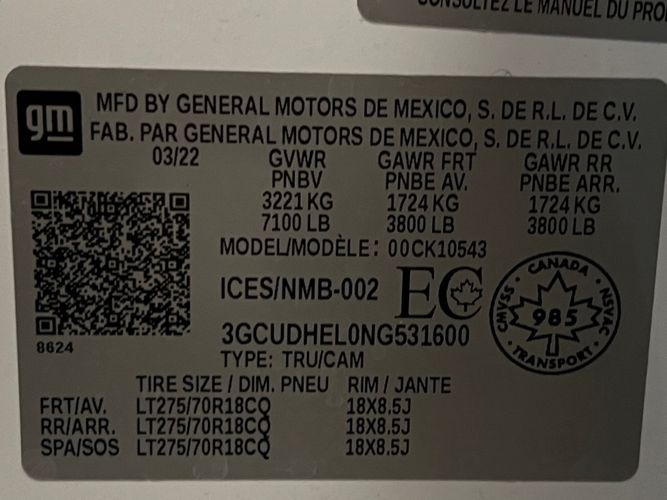 CONSULTEZ LE MANUEL DU PRO
gm
MFD BY GENERAL MOTORS DE MEXICO, S. DE R.L. DE C.V.
FAB. PAR GENERAL MOTORS DE MEXICO, S. DE R.L. DE C.V.
03/22 GVWR GAWR FRT GAWR RR
PNBV PNBE AV. PNBE ARR.
3221 KG 1724 KG 1724 KG
7100 LB 3800 LB 3800 LB
MODEL/MODÈLE: 00CK10543
ICES/NMB-002 EC
CANADA
CMVSS 985 NSVAC
TRANSPORT
3GCUDHEL0NG531600
8624
TYPE: TRU/CAM
TIRE SIZE / DIM. PNEU RIM / JANTE
FRT/AV. LT275/70R18CQ 18X8.5J
RR/ARR. LT275/70R18CQ 18X8.5J
SPA/SOS LT275/70R18CQ 18X8.5J